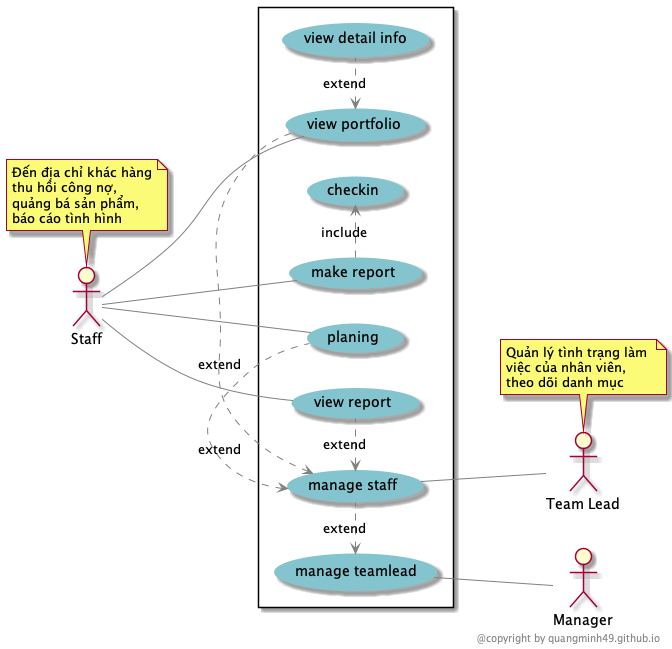 view detail info
extend
view portfolio
Đến địa chỉ khác hàng
thu hồi công nợ,
quảng bá sản phẩm,
báo cáo tình hình
checkin
include
make report
Staff
planing
Quản lý tình trạng làm
việc của nhân viên,
theo dõi danh mục
extend
view report
extend
extend
manage staff
Team Lead
extend
manage teamlead
Manager
@copyright by quangminh49.github.io